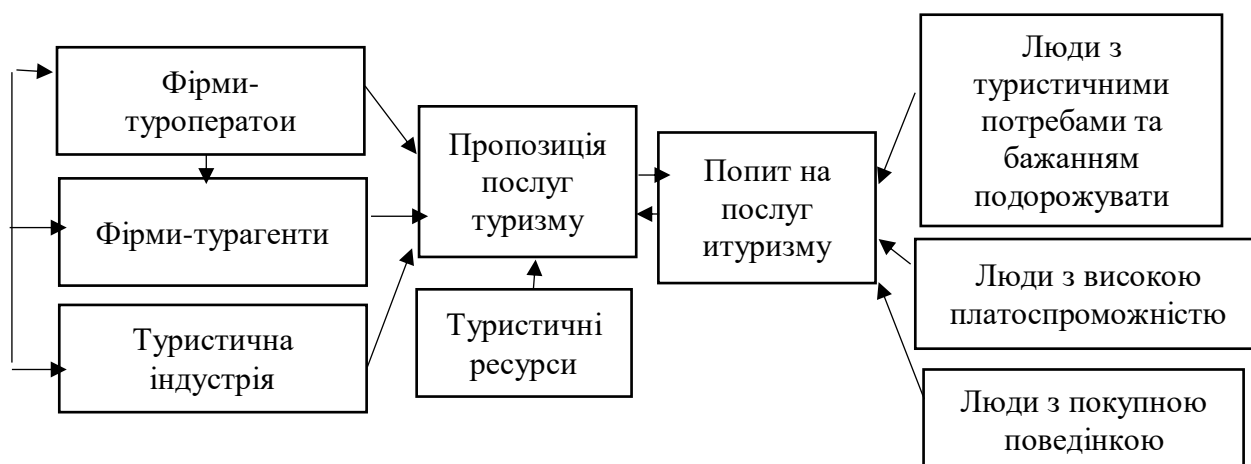 Фірми-
туроператои
Фірми-турагенти
Туристична
індустрія
Пропозиція
послуг
туризму
Туристичні
ресурси
Попит на
послуг
итуризму
Люди з
туристичними
потребами та
бажанням
подорожувати
Люди з високою
платоспроможністю
Люди з покупною
поведінкою